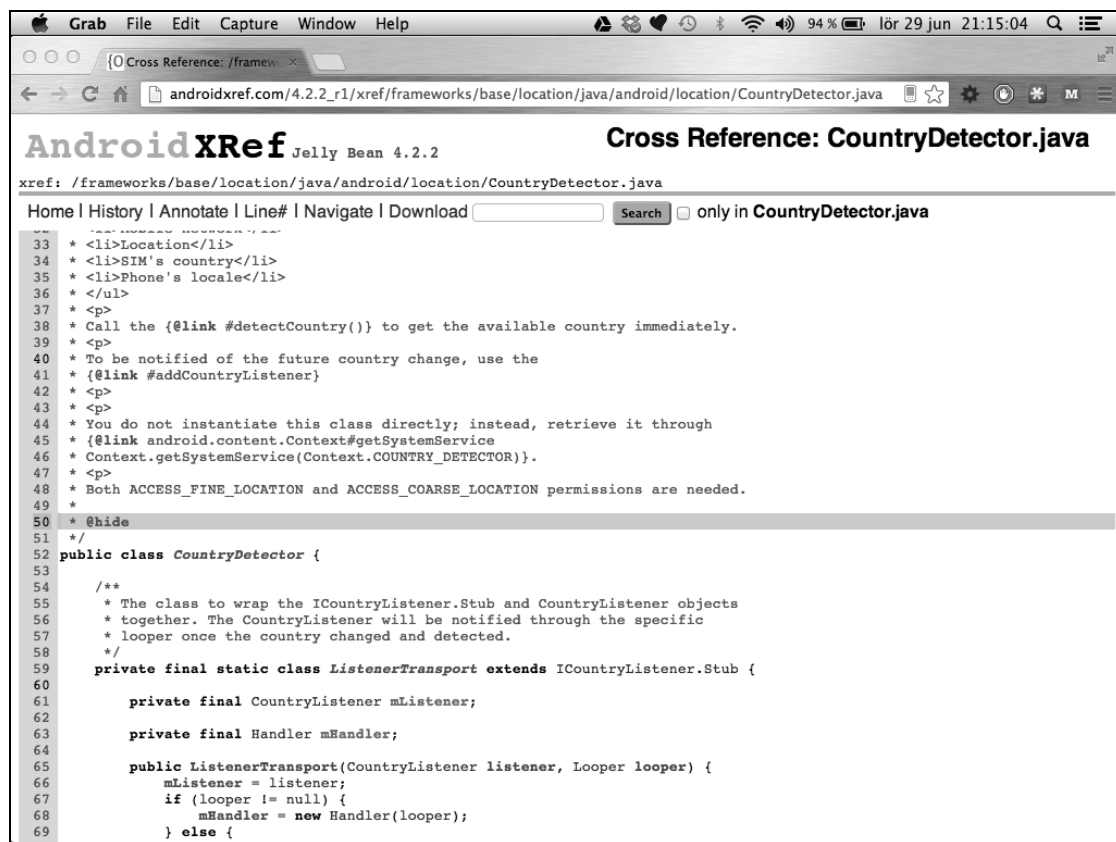 Grab File Edit Capture Window Help 94 % lör 29 jun 21:15:04
{O Cross Reference: /framew
androidxref.com/4.2.2_r1/xref/frameworks/base/location/java/android/location/CountryDetector.java M
AndroidXRef Jelly Bean 4.2.2 Cross Reference: CountryDetector.java
xref: /frameworks/base/location/java/android/location/CountryDetector.java
Home | History | Annotate | Line# | Navigate | Download Search only in CountryDetector.java
33 * <li>Location</li>
34 * <li>SIM's country</li>
35 * <li>Phone's locale</li>
36 * </ul>
37 * <p>
38 * Call the {@link #detectCountry()} to get the available country immediately.
39 * <p>
40 * To be notified of the future country change, use the
41 * {@link #addCountryListener}
42 * <p>
43 * <p>
44 * You do not instantiate this class directly; instead, retrieve it through
45 * {@link android.content.Context#getSystemService
46 * Context.getSystemService(Context.COUNTRY_DETECTOR)}.
47 * <p>
48 * Both ACCESS_FINE_LOCATION and ACCESS_COARSE_LOCATION permissions are needed.
49 *
50 * @hide
51 */
52 public class CountryDetector {
53
54 /**
55 * The class to wrap the ICountryListener.Stub and CountryListener objects
56 * together. The CountryListener will be notified through the specific
57 * looper once the country changed and detected.
58 */
59 private final static class ListenerTransport extends ICountryListener.Stub {
60
61 private final CountryListener mListener;
62
63 private final Handler mHandler;
64
65 public ListenerTransport(CountryListener listener, Looper looper) {
66 mListener = listener;
67 if (looper != null) {
68 mHandler = new Handler(looper);
69 } else {